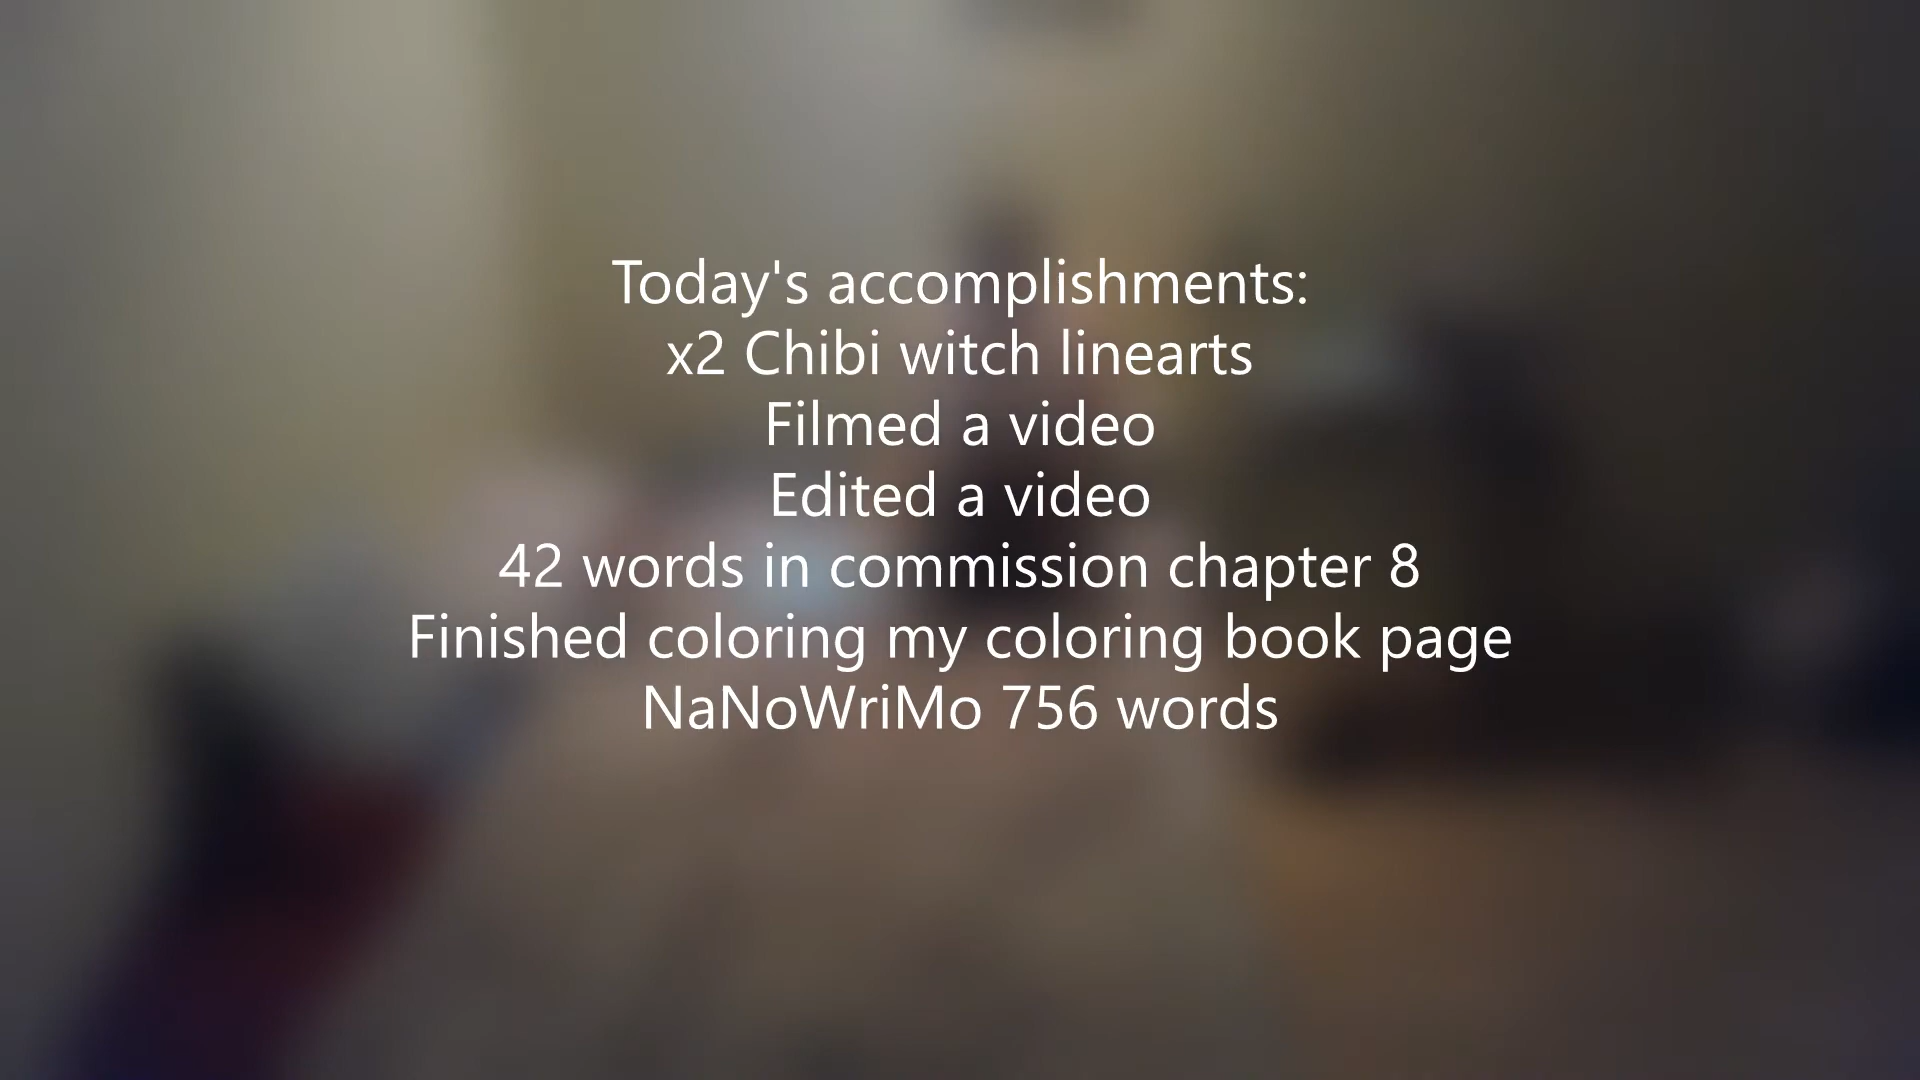 Today's accomplishments:
x2 Chibi witch linearts
Filmed a video
Edited a video
42 words in commission chapter 8
Finished coloring my coloring book page
NaNoWriMo 756 words